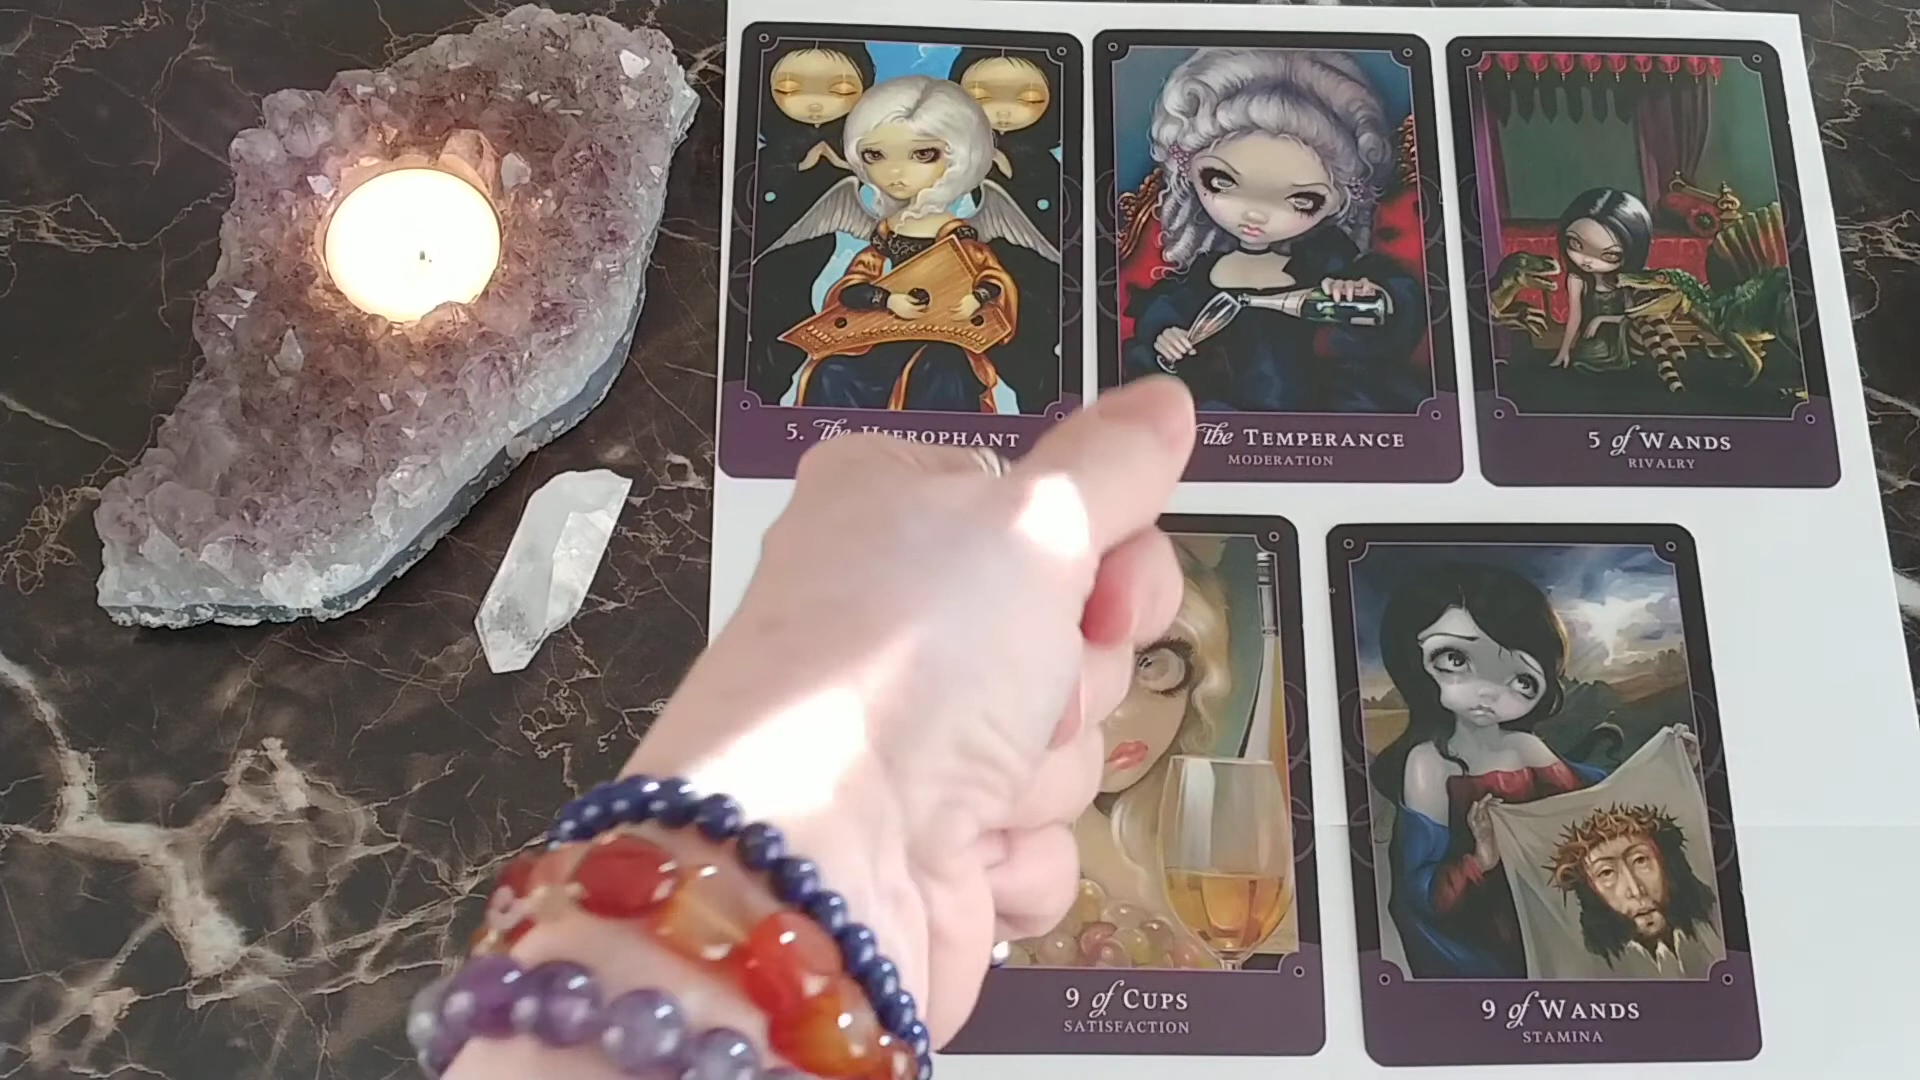 5. The HIEROPHANT
The TEMPERANCE
MODERATION
5 of WANDS
RIVALRY
9 of CUPS
SATISFACTION
9 of WANDS
STAMINA